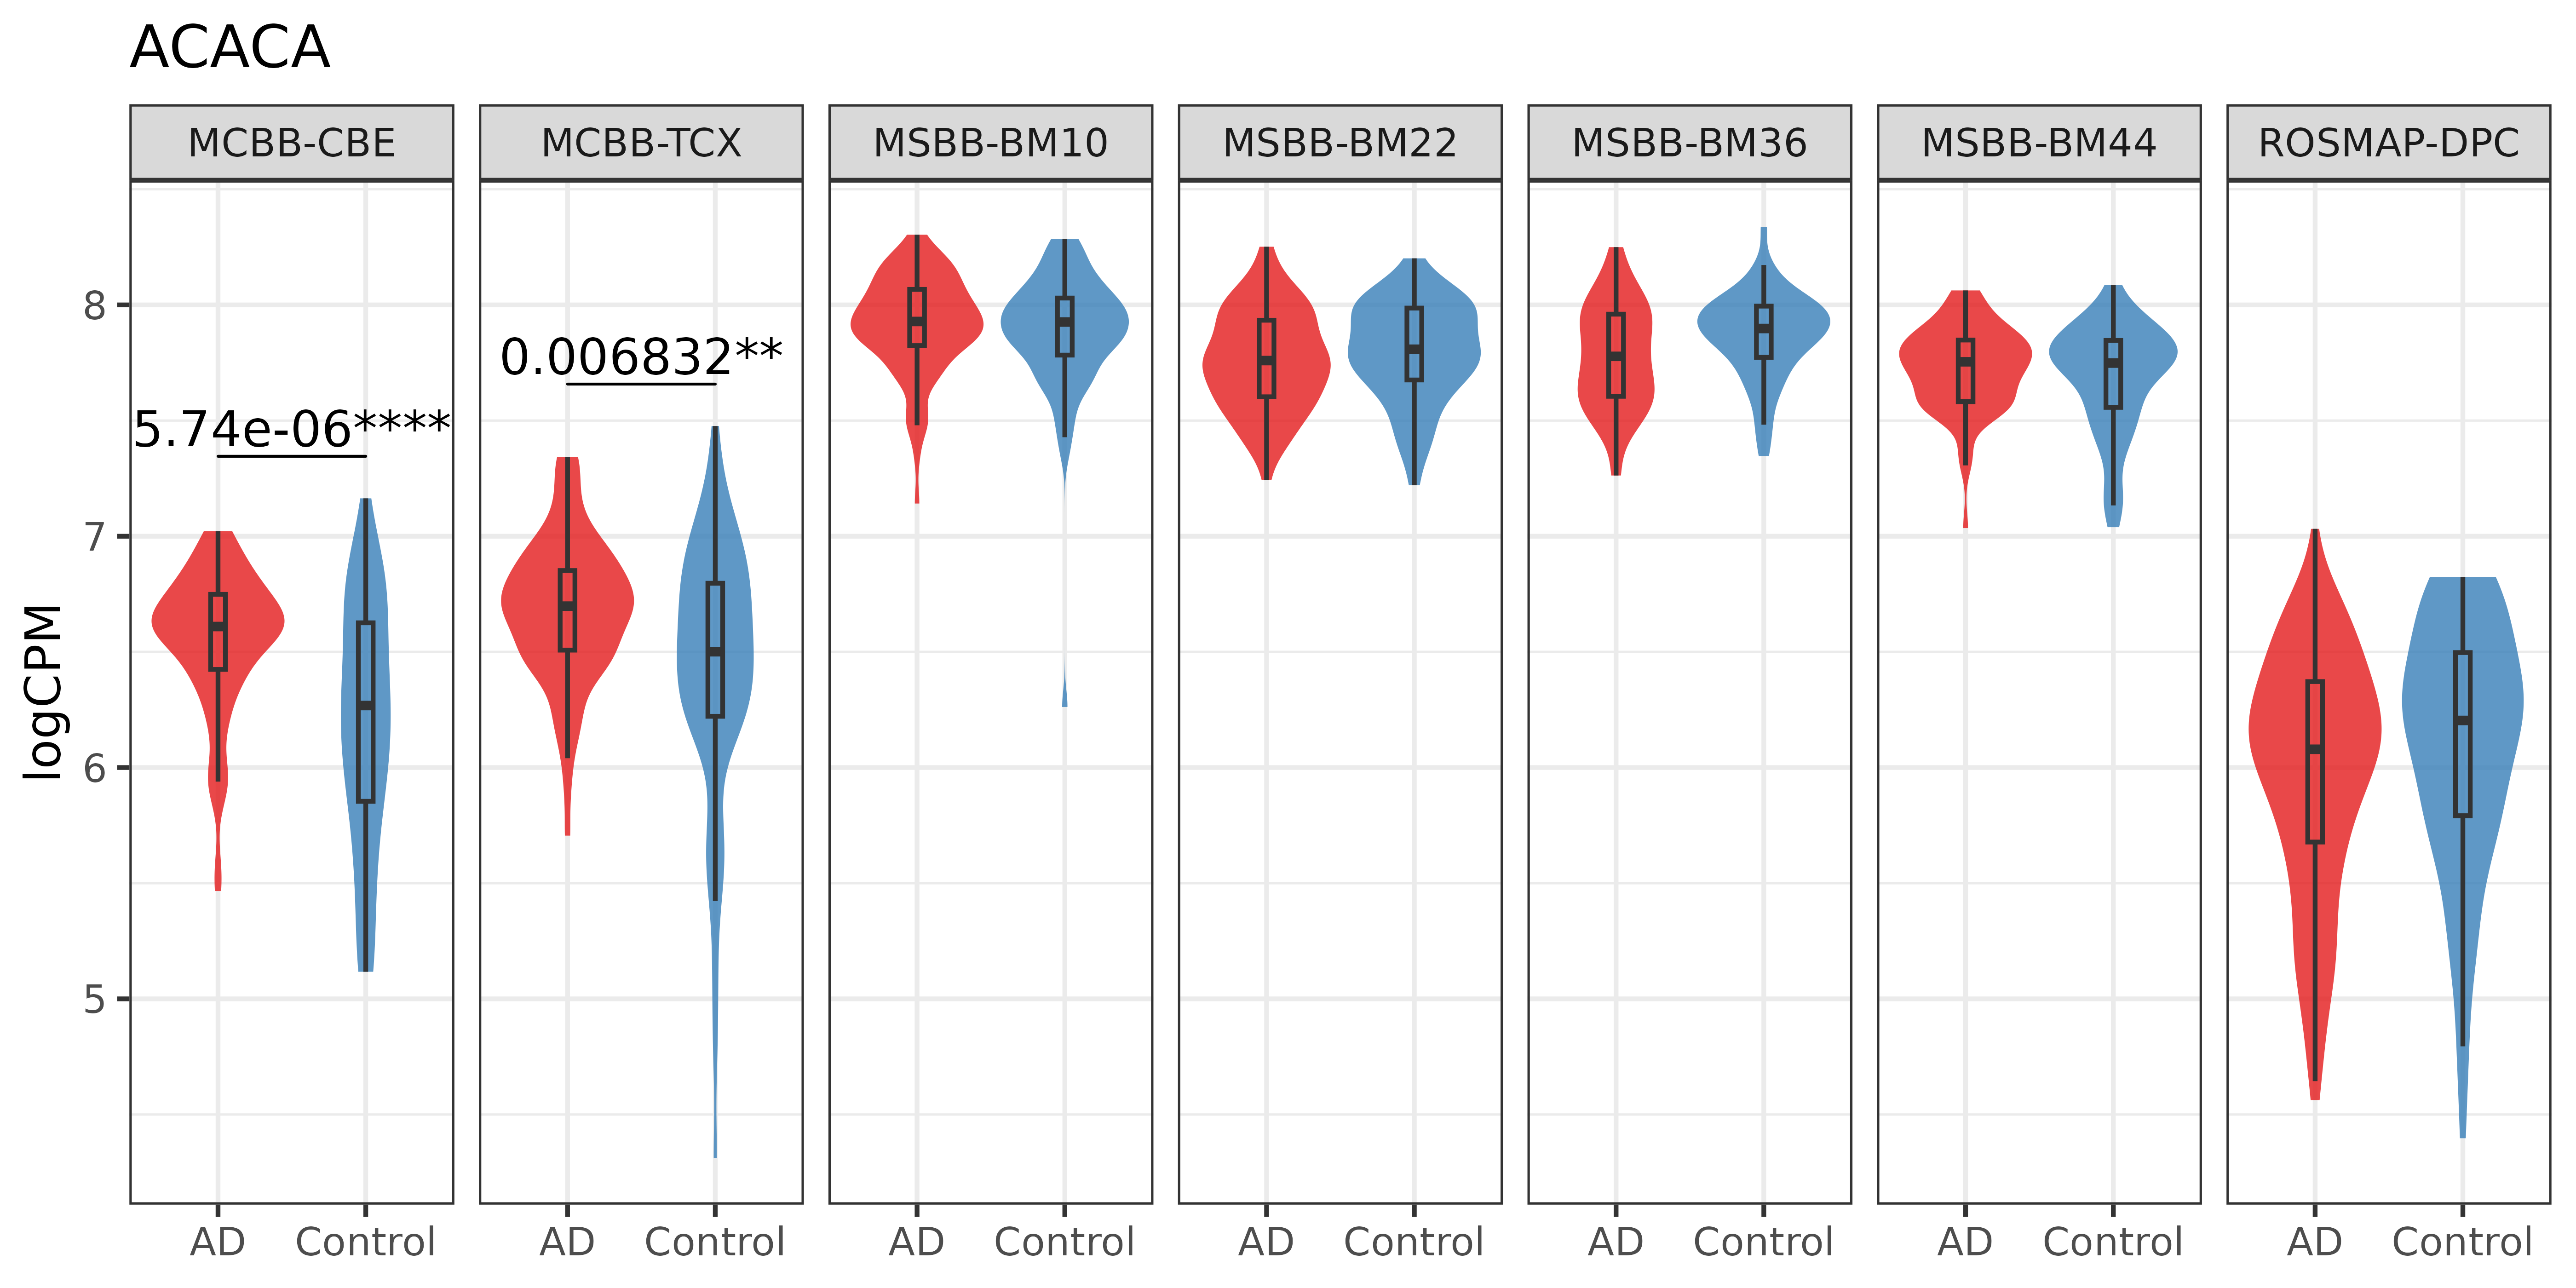 ACACA
MCBB-CBE MCBB-TCX MSBB-BM10 MSBB-BM22 MSBB-BM36 MSBB-BM44 ROSMAP-DPC
logCPM
8
7
6
5
0.006832**
5.74e-06****
AD Control AD Control AD Control AD Control AD Control AD Control AD Control